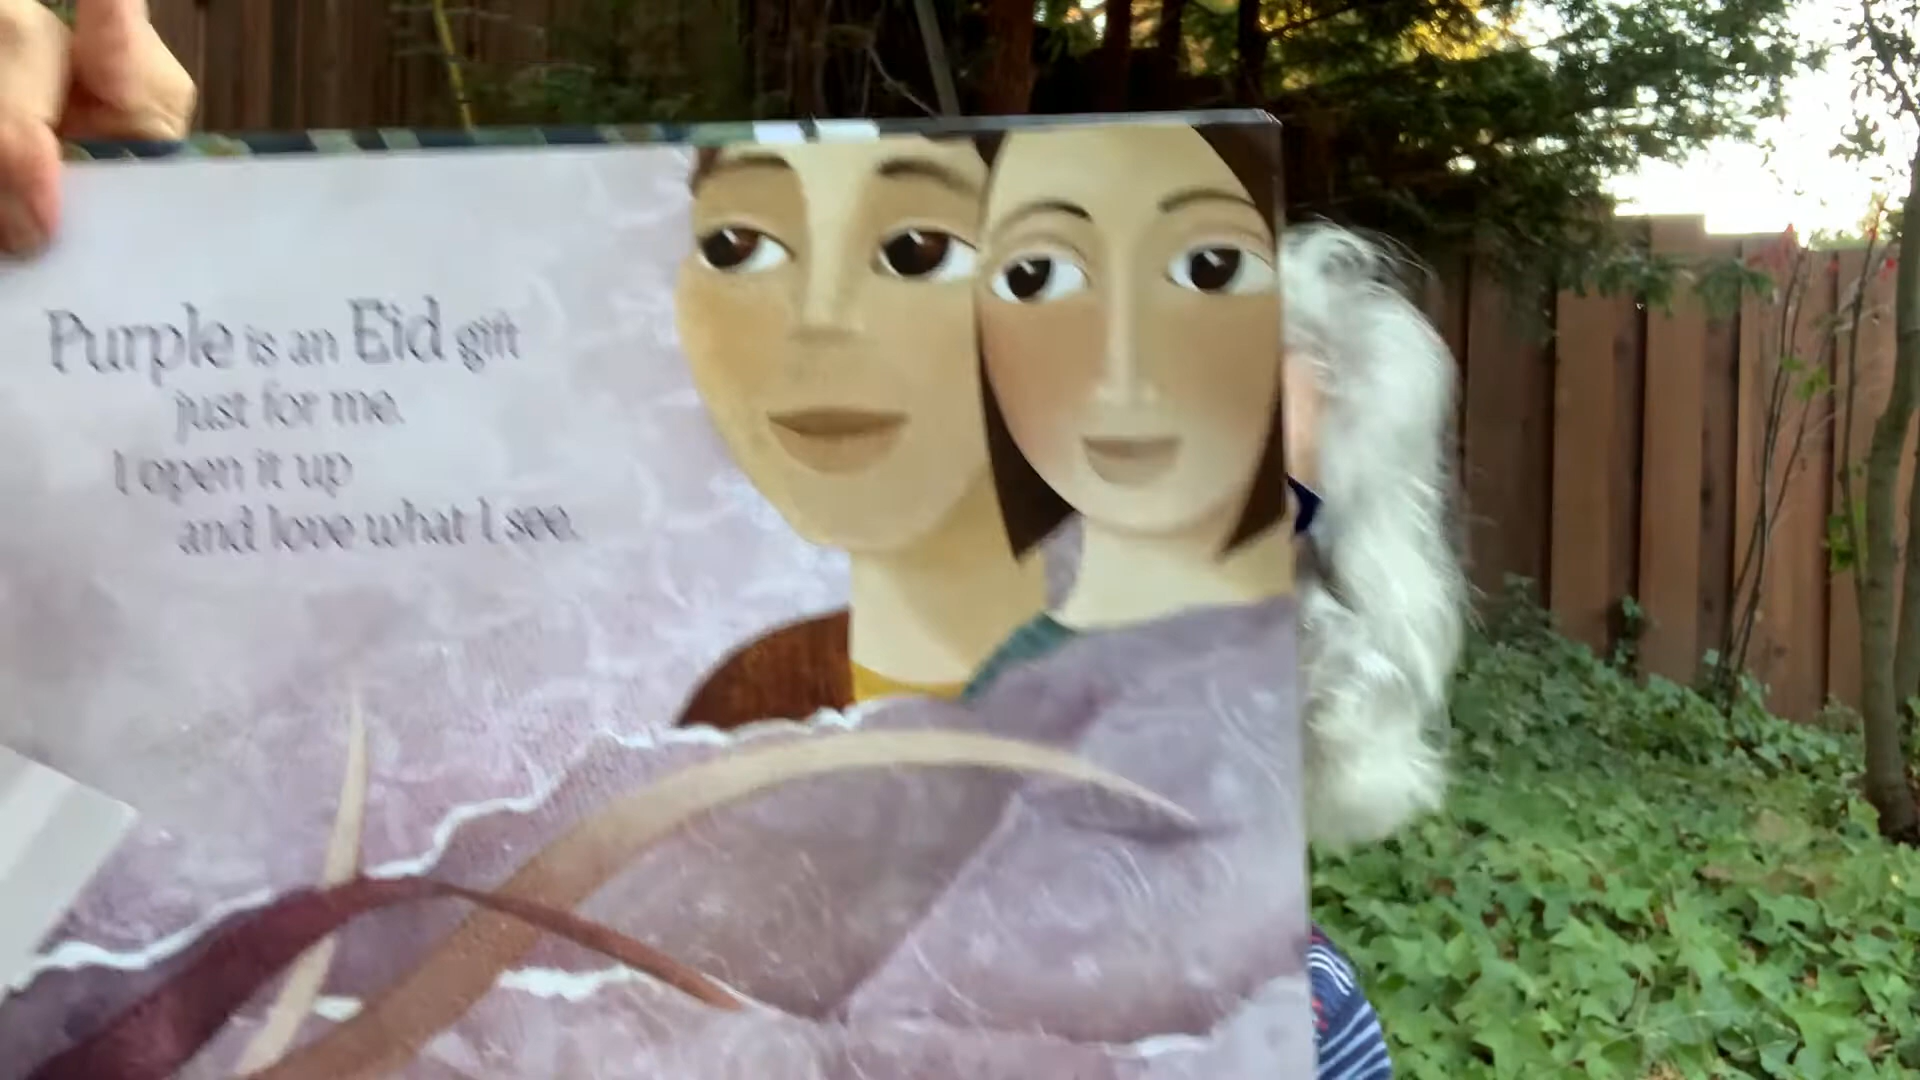 Purple is an Eid gift
just for me.
I open it up
and love what I see.